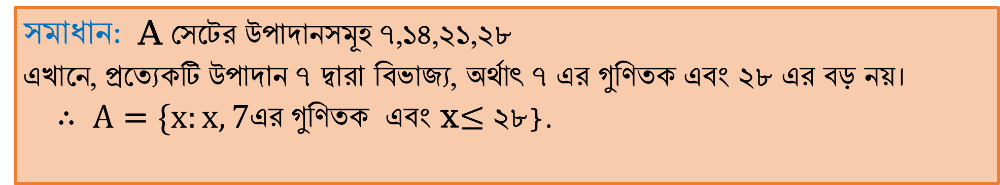 সমাধান: A সেটের উপাদানসমূহ ৭,১৪,২১,২৮
এখানে, প্রত্যেকটি উপাদান ৭ দ্বারা বিভাজ্য, অর্থাৎ ৭ এর গুণিতক এবং ২৮ এর বড় নয়।
∴ A = {x: x, 7এর গুণিতক এবং x≤ ২৮}.